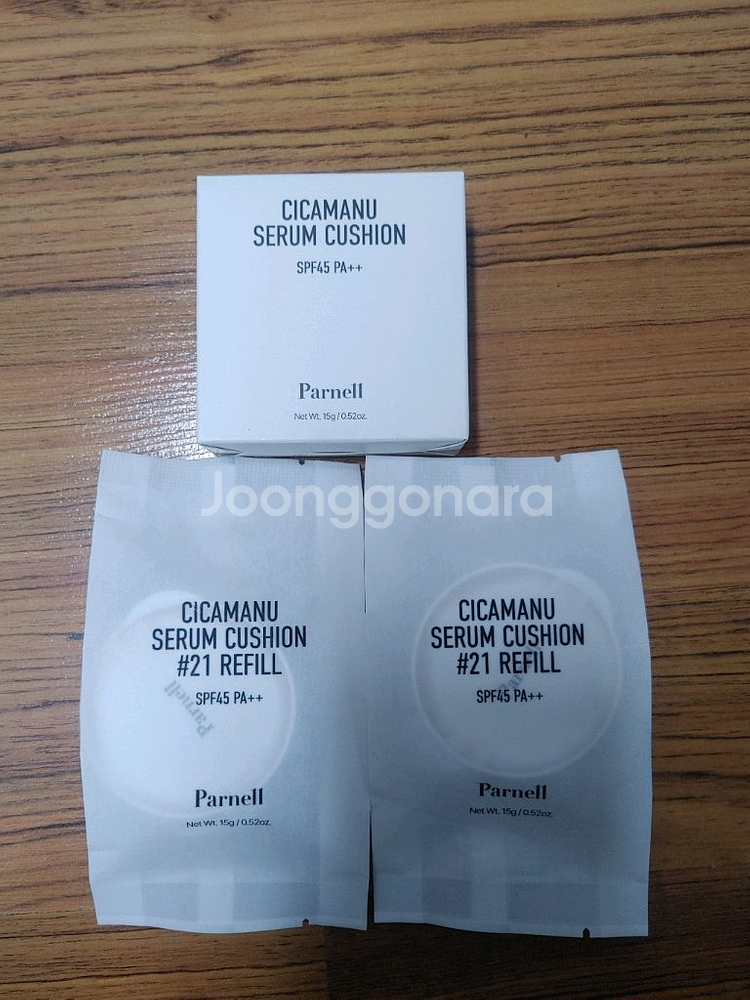 CICAMANU
SERUM CUSHION
SPF45 PA++
Parnell
Net Wt. 15g / 0.52oz.
Joonggonara
CICAMANU
SERUM CUSHION
#21 REFILL
SPF45 PA++
Parnell
Parnell
Net Wt. 15g / 0.52oz.
CICAMANU
SERUM CUSHION
#21 REFILL
SPF45 PA++
Parnell
Net Wt. 15g / 0.52oz.